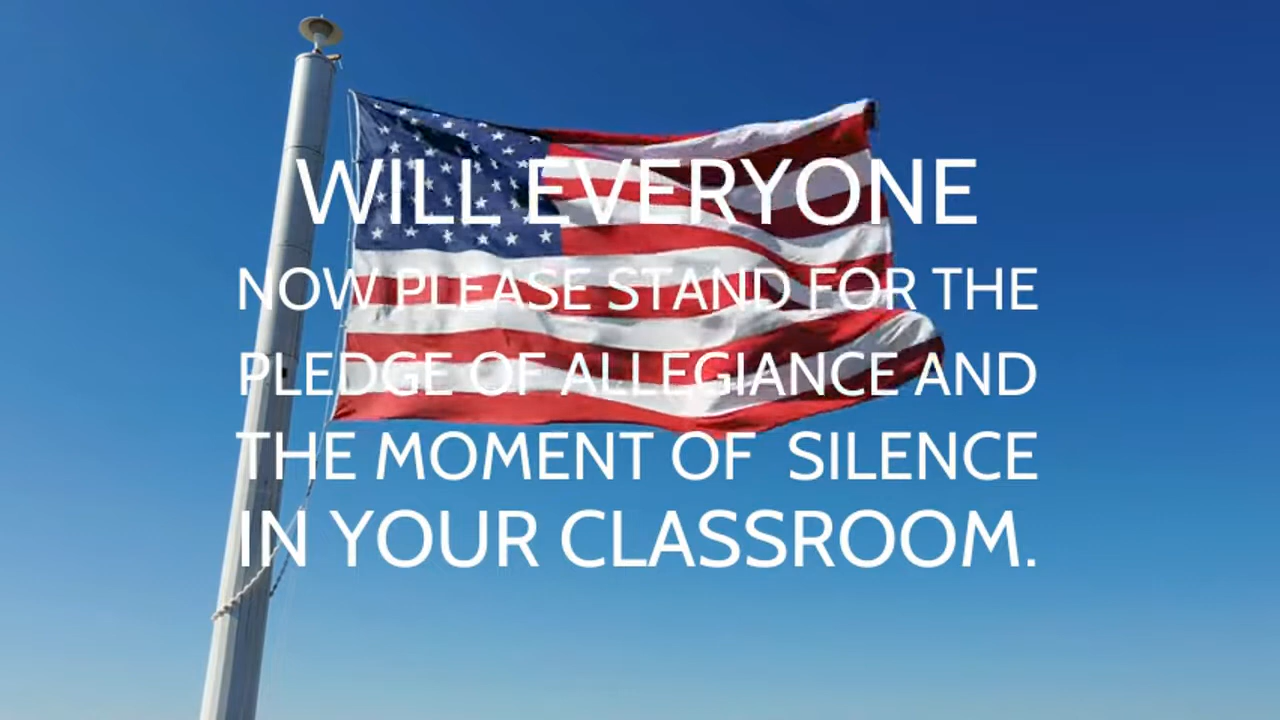 WILL EVERYONE
NOW PLEASE STAND FOR THE
PLEDGE OF ALLEGIANCE AND
THE MOMENT OF SILENCE
IN YOUR CLASSROOM.